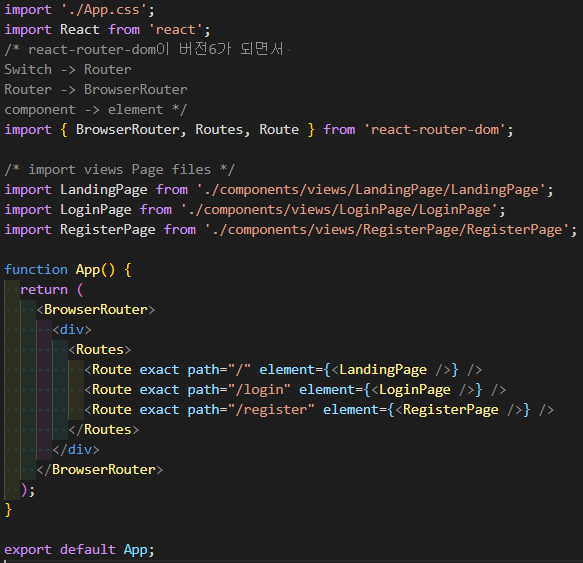 import './App.css';
import React from 'react';
/* react-router-dom이 버전6가 되면서
Switch -> Router
Router -> BrowserRouter
component -> element */
import { BrowserRouter, Routes, Route } from 'react-router-dom';
/* import views Page files */
import LandingPage from './components/views/LandingPage/LandingPage';
import LoginPage from './components/views/LoginPage/LoginPage';
import RegisterPage from './components/views/RegisterPage/RegisterPage';
function App() {
  return (
    <BrowserRouter>
      <div>
        <Routes>
          <Route exact path="/" element={<LandingPage />} />
          <Route exact path="/login" element={<LoginPage />} />
          <Route exact path="/register" element={<RegisterPage />} />
        </Routes>
      </div>
    </BrowserRouter>
  );
}
export default App;